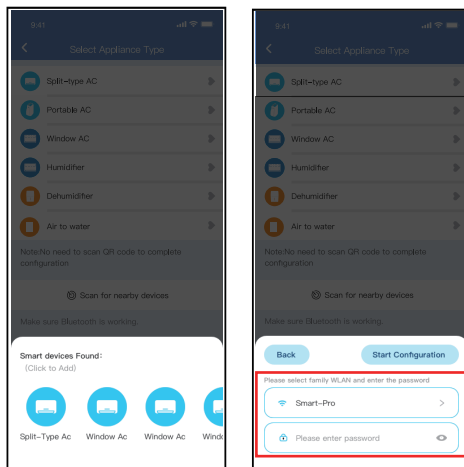 9:41
Select Appliance Type
Split-type AC
Portable AC
Window AC
Humidifier
Dehumidifier
Air to water
Note:No need to scan QR code to complete
configuration
Scan for nearby devices
Make sure Bluetooth is working.
Smart devices Found:
(Click to Add)
Split-Type Ac
Window Ac
Window Ac
Windo
9:41
Select Appliance Type
Split-type AC
Portable AC
Window AC
Humidifier
Dehumidifier
Air to water
Note:No need to scan QR code to complete
configuration
Scan for nearby devices
Make sure Bluetooth is working.
Back
Start Configuration
Please select family WLAN and enter the password
Smart-Pro
Please enter password